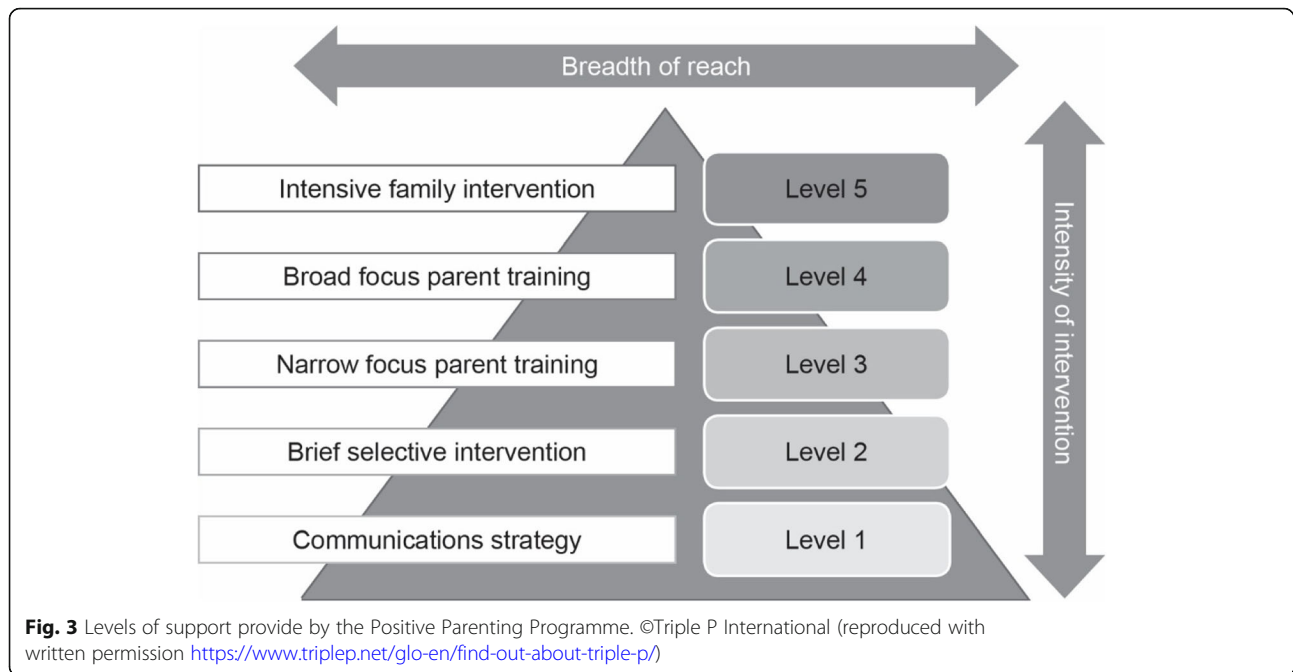 Breadth of reach
Intensive family intervention
Level 5
Broad focus parent training
Level 4
Narrow focus parent training
Level 3
Brief selective intervention
Level 2
Communications strategy
Level 1
Intensity of intervention
Fig. 3 Levels of support provide by the Positive Parenting Programme. ©Triple P International (reproduced with
written permission https://www.triplep.net/glo-en/find-out-about-triple-p/)